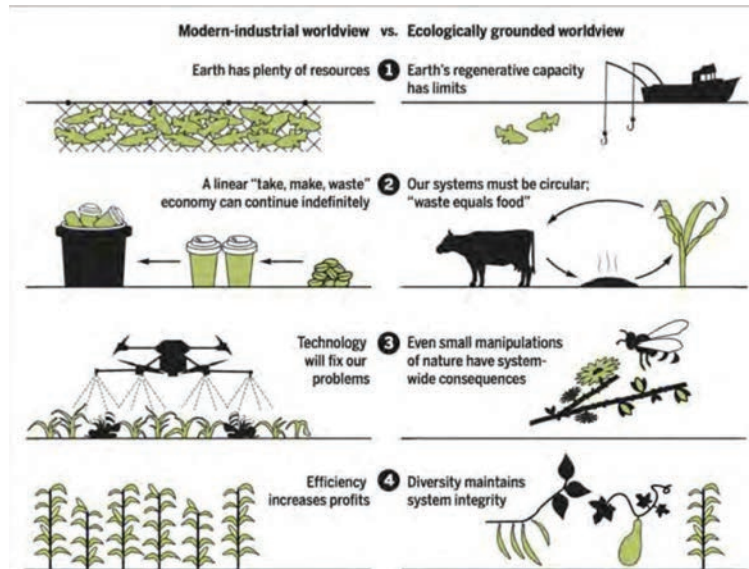 Modern-industrial worldview vs. Ecologically grounded worldview
Earth has plenty of resources
1
Earth's regenerative capacity
has limits
A linear "take, make, waste"
economy can continue indefinitely
2
Our systems must be circular;
"waste equals food"
Technology
will fix our
problems
3
Even small manipulations
of nature have system-
wide consequences
Efficiency
increases profits
4
Diversity maintains
system integrity